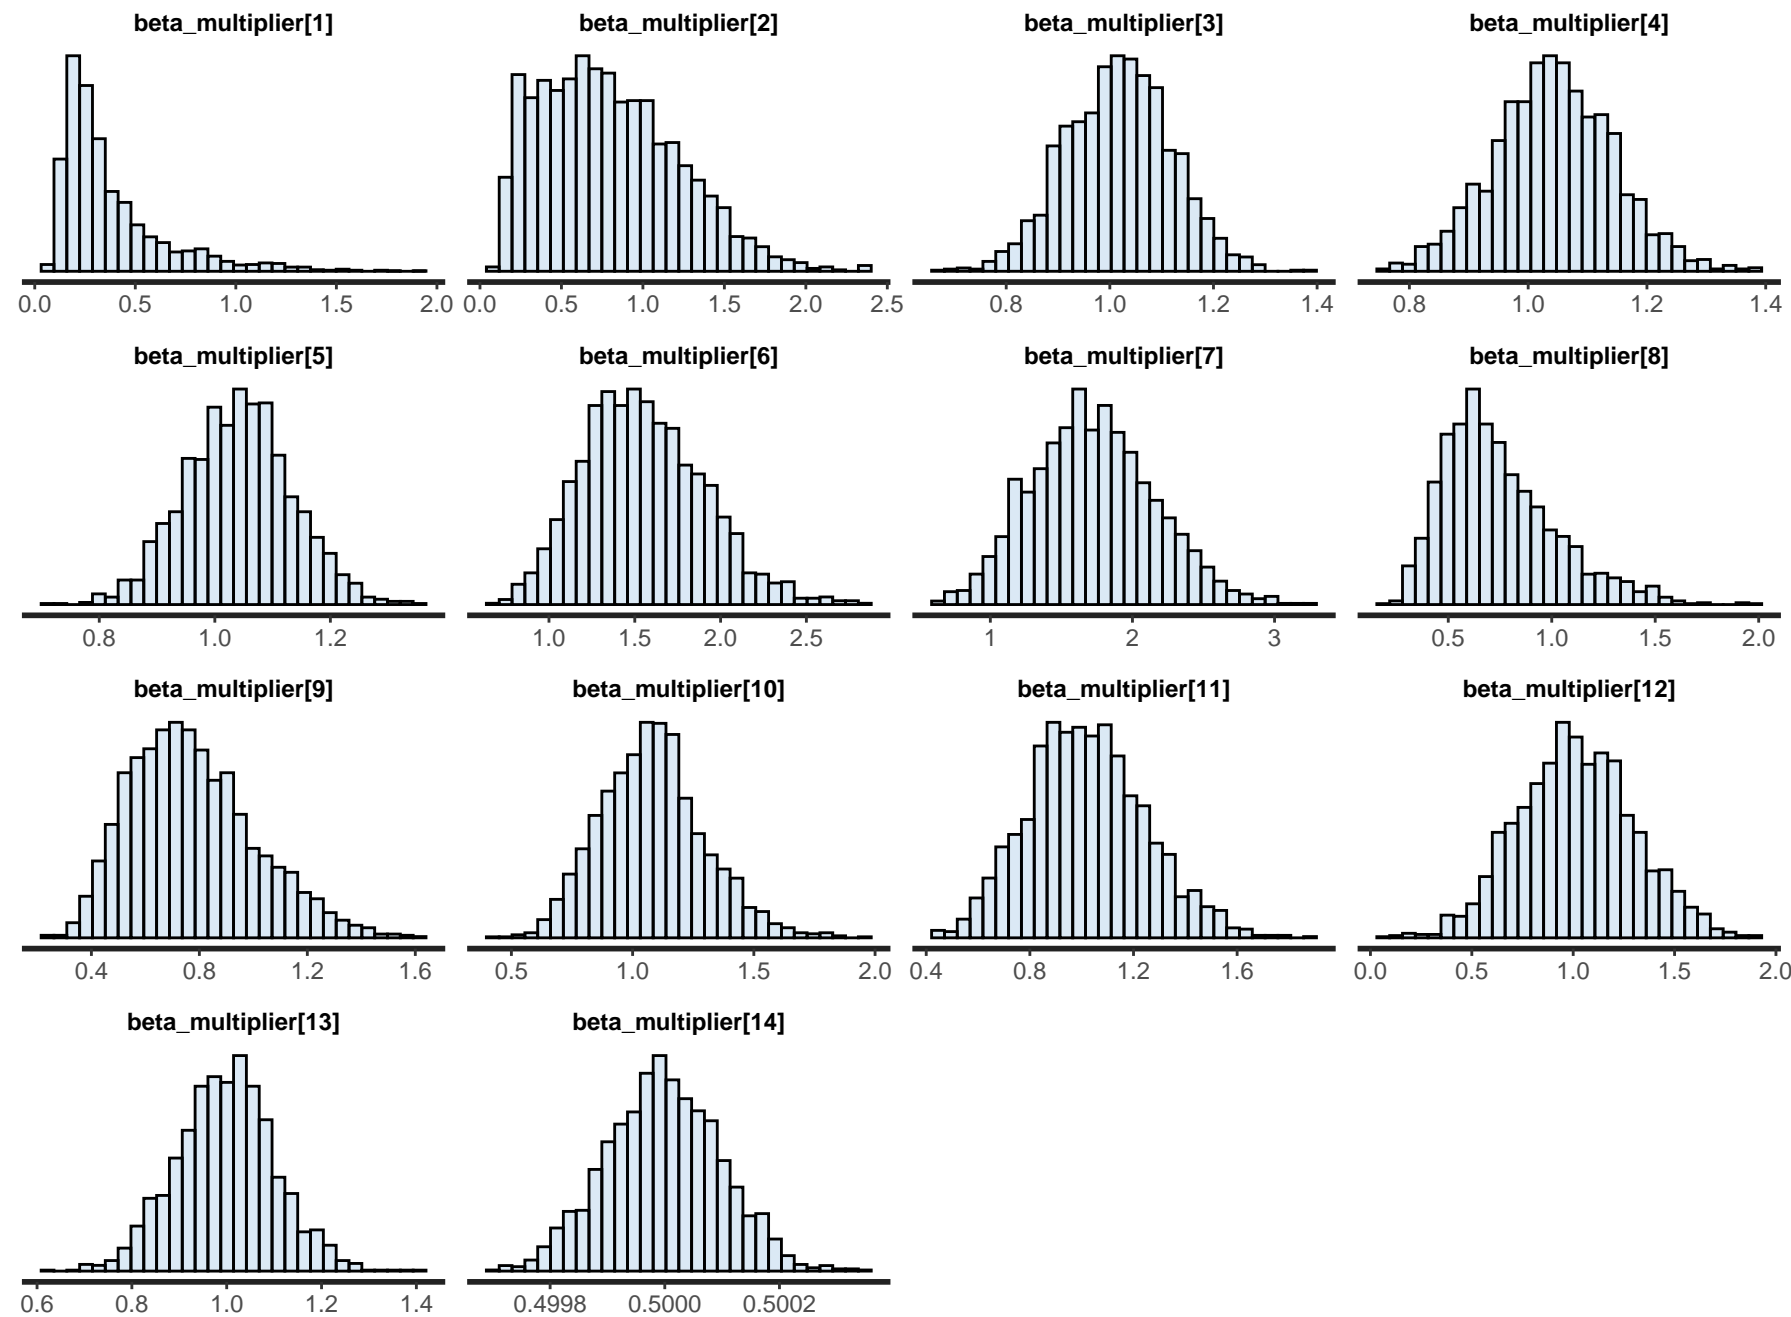 beta_multiplier[1] beta_multiplier[2] beta_multiplier[3] beta_multiplier[4]
0.0 0.5 1.0 1.5 2.0 0.0 0.5 1.0 1.5 2.0 2.5 0.8 1.0 1.2 1.4 0.8 1.0 1.2 1.4
beta_multiplier[5] beta_multiplier[6] beta_multiplier[7] beta_multiplier[8]
0.8 1.0 1.2 1.0 1.5 2.0 2.5 1 2 3 0.5 1.0 1.5 2.0
beta_multiplier[9] beta_multiplier[10] beta_multiplier[11] beta_multiplier[12]
0.4 0.8 1.2 1.6 0.5 1.0 1.5 2.0 0.4 0.8 1.2 1.6 0.0 0.5 1.0 1.5 2.0
beta_multiplier[13] beta_multiplier[14]
0.6 0.8 1.0 1.2 1.4 0.4998 0.5000 0.5002